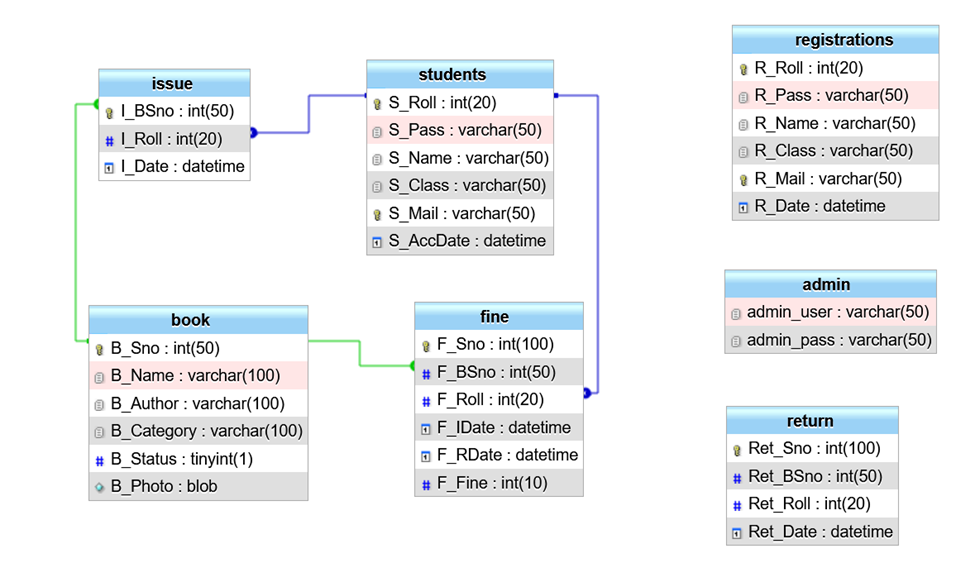 issue
I_BSno : int(50)
I_Roll : int(20)
I_Date : datetime
students
S_Roll : int(20)
S_Pass : varchar(50)
S_Name : varchar(50)
S_Class : varchar(50)
S_Mail : varchar(50)
S_AccDate : datetime
registrations
R_Roll : int(20)
R_Pass : varchar(50)
R_Name : varchar(50)
R_Class : varchar(50)
R_Mail : varchar(50)
R_Date : datetime
book
B_Sno : int(50)
B_Name : varchar(100)
B_Author : varchar(100)
B_Category : varchar(100)
B_Status : tinyint(1)
B_Photo : blob
fine
F_Sno : int(100)
F_BSno : int(50)
F_Roll : int(20)
F_IDate : datetime
F_RDate : datetime
F_Fine : int(10)
admin
admin_user : varchar(50)
admin_pass : varchar(50)
return
Ret_Sno : int(100)
Ret_BSno : int(50)
Ret_Roll : int(20)
Ret_Date : datetime